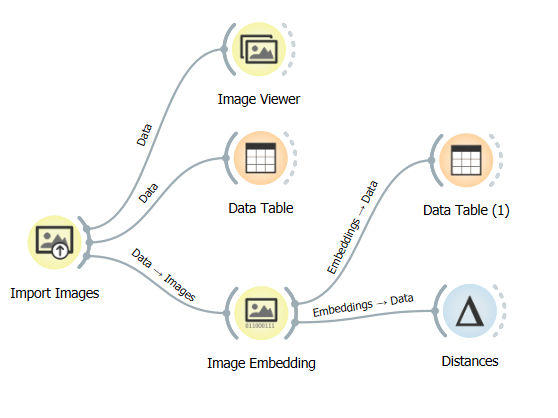 Image Viewer
Data
Data
Data Table
Data Table (1)
Embeddings → Data
Import Images
Data → Images
Embeddings → Data
011000111
Image Embedding
Distances